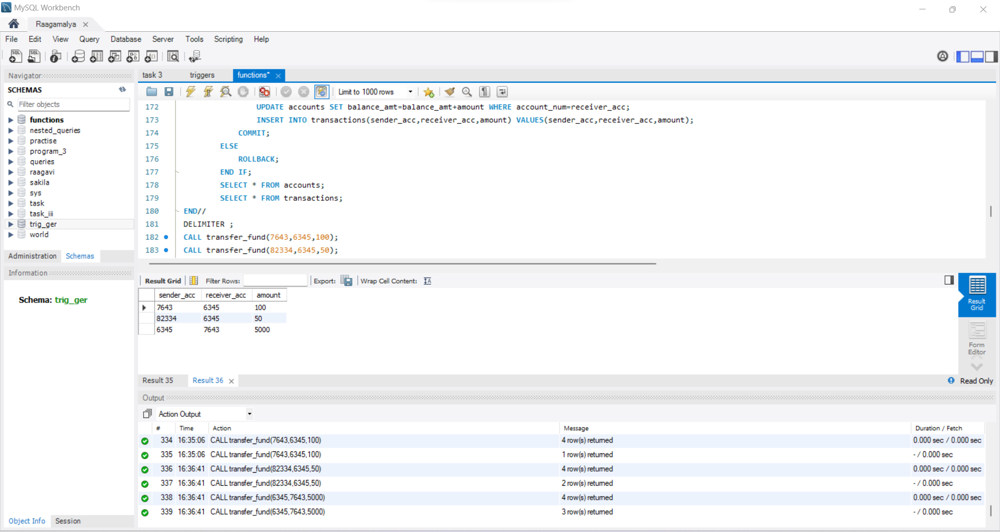 MySQL Workbench
Raagamalya
File Edit View Query Database Server Tools Scripting Help
Navigator
SCHEMAS
Filter objects
functions
nested_queries
practise
program_3
queries
raagavi
sakila
sys
task
task_iii
trig_ger
world
Administration Schemas
Information
Schema: trig_ger
Object Info Session
task 3 triggers functions*
Limit to 1000 rows
172 UPDATE accounts SET balance_amt=balance_amt+amount WHERE account_num=receiver_acc;
173 INSERT INTO transactions(sender_acc,receiver_acc,amount) VALUES(sender_acc,receiver_acc,amount);
174 COMMIT;
175 ELSE
176 ROLLBACK;
177 END IF;
178 SELECT * FROM accounts;
179 SELECT * FROM transactions;
180 END//
181 DELIMITER ;
182 CALL transfer_fund(7643,6345,100);
183 CALL transfer_fund(82334,6345,50);
Result Grid Filter Rows: Export: Wrap Cell Content:
sender_acc receiver_acc amount
7643 6345 100
82334 6345 50
6345 7643 5000
Result
Grid
Form
Editor
Result 35 Result 36 Read Only
Output
Action Output
# Time Action Message Duration / Fetch
334 16:35:06 CALL transfer_fund(7643,6345,100) 4 row(s) returned 0.000 sec / 0.000 sec
335 16:35:06 CALL transfer_fund(7643,6345,100) 1 row(s) returned - / 0.000 sec
336 16:36:41 CALL transfer_fund(82334,6345,50) 4 row(s) returned 0.000 sec / 0.000 sec
337 16:36:41 CALL transfer_fund(82334,6345,50) 2 row(s) returned - / 0.000 sec
338 16:36:41 CALL transfer_fund(6345,7643,5000) 4 row(s) returned 0.000 sec / 0.000 sec
339 16:36:41 CALL transfer_fund(6345,7643,5000) 3 row(s) returned - / 0.000 sec